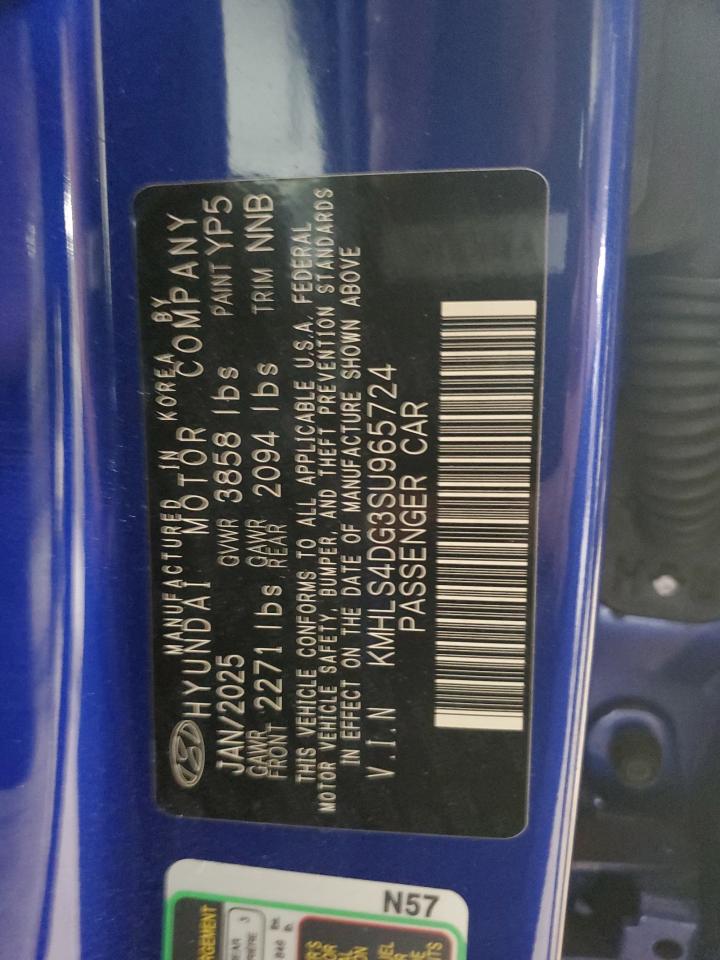 MANUFACTURED IN KOREA BY
HYUNDAI MOTOR COMPANY
JAN/2025 GVWR 3858 lbs PAINT YP5
GAWR FRONT 2271 lbs GAWR REAR 2094 lbs TRIM NNB
THIS VEHICLE CONFORMS TO ALL APPLICABLE U.S.A. FEDERAL
MOTOR VEHICLE SAFETY, BUMPER, AND THEFT PREVENTION STANDARDS
IN EFFECT ON THE DATE OF MANUFACTURE SHOWN ABOVE
V.I.N KMHLS4DG3SU965724
PASSENGER CAR
N57